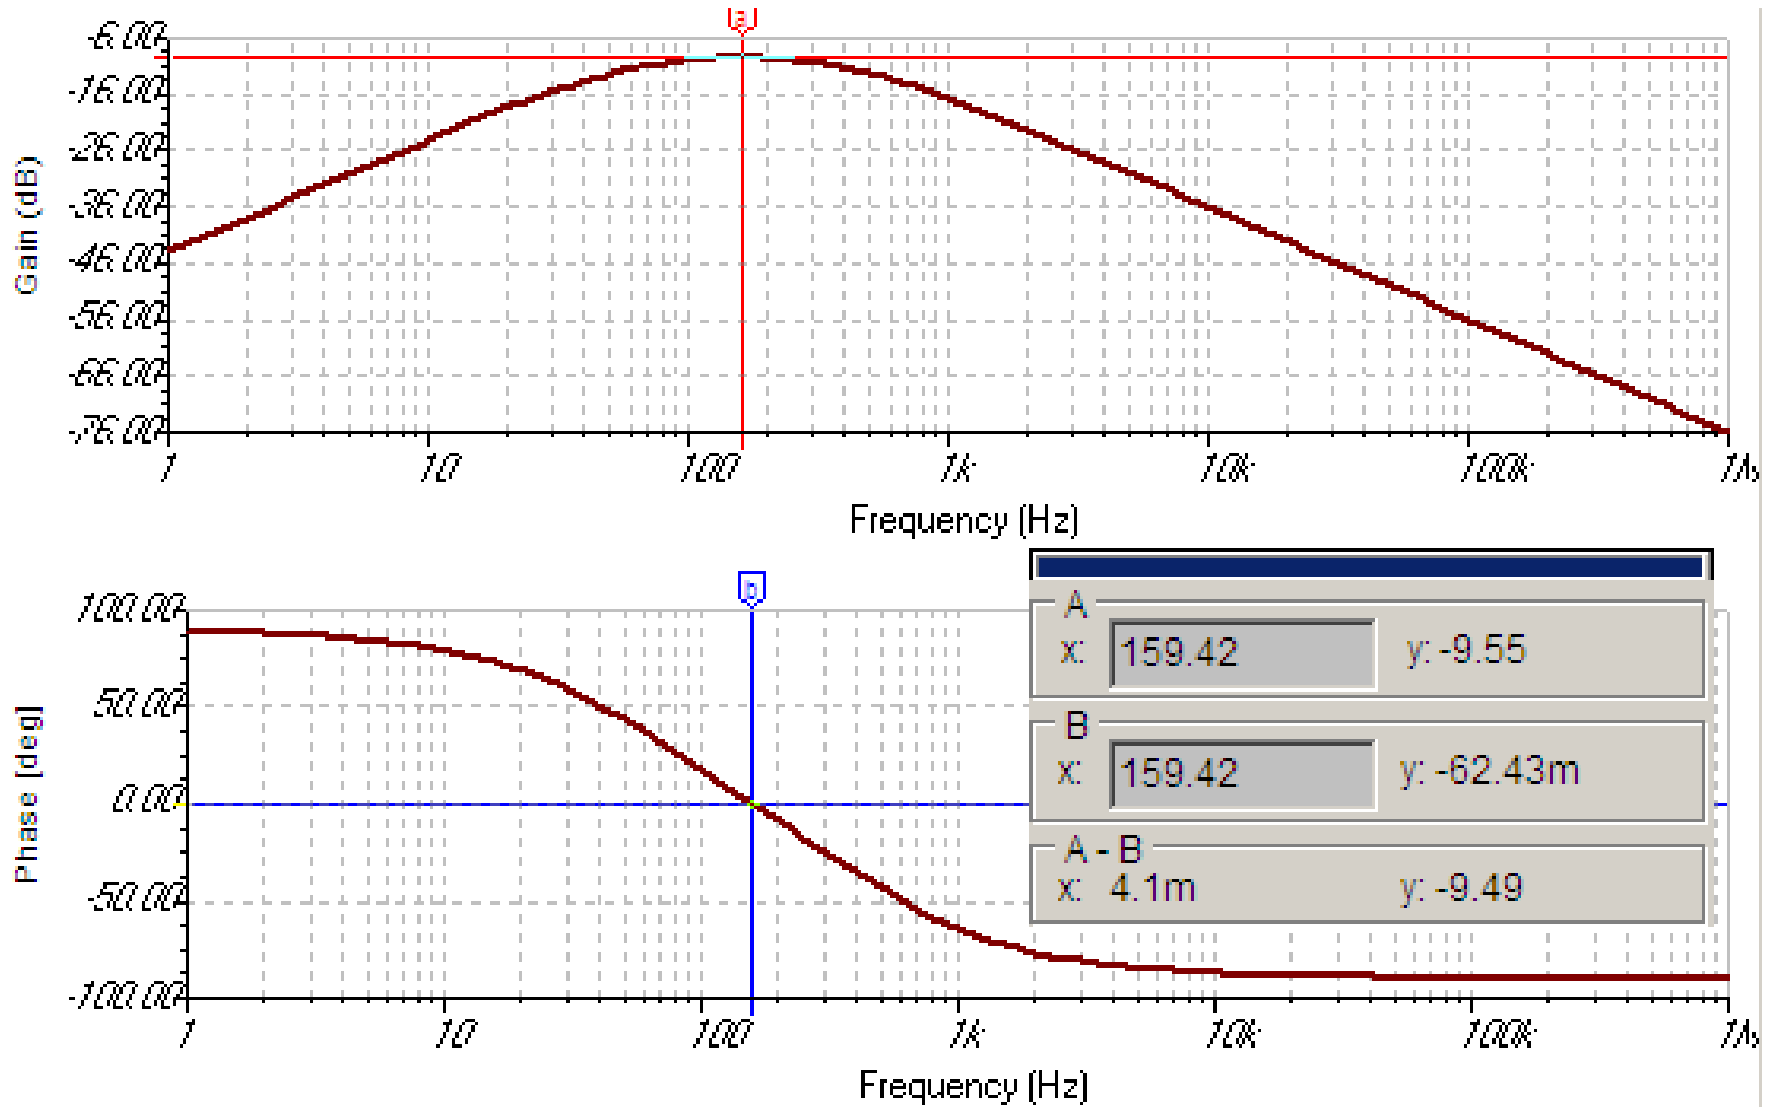 a
-6.00
-16.00
-26.00
-36.00
-46.00
-56.00
-66.00
-76.00
Gain (dB)
1 10 100 1k 10k 100k 1M
Frequency (Hz)
b
100.00
50.00
0.00
-50.00
-100.00
Phase [deg]
1 10 100 1k 10k 100k 1M
Frequency (Hz)
A
x: 159.42 y: -9.55
B
x: 159.42 y: -62.43m
A - B
x: 4.1m y: -9.49